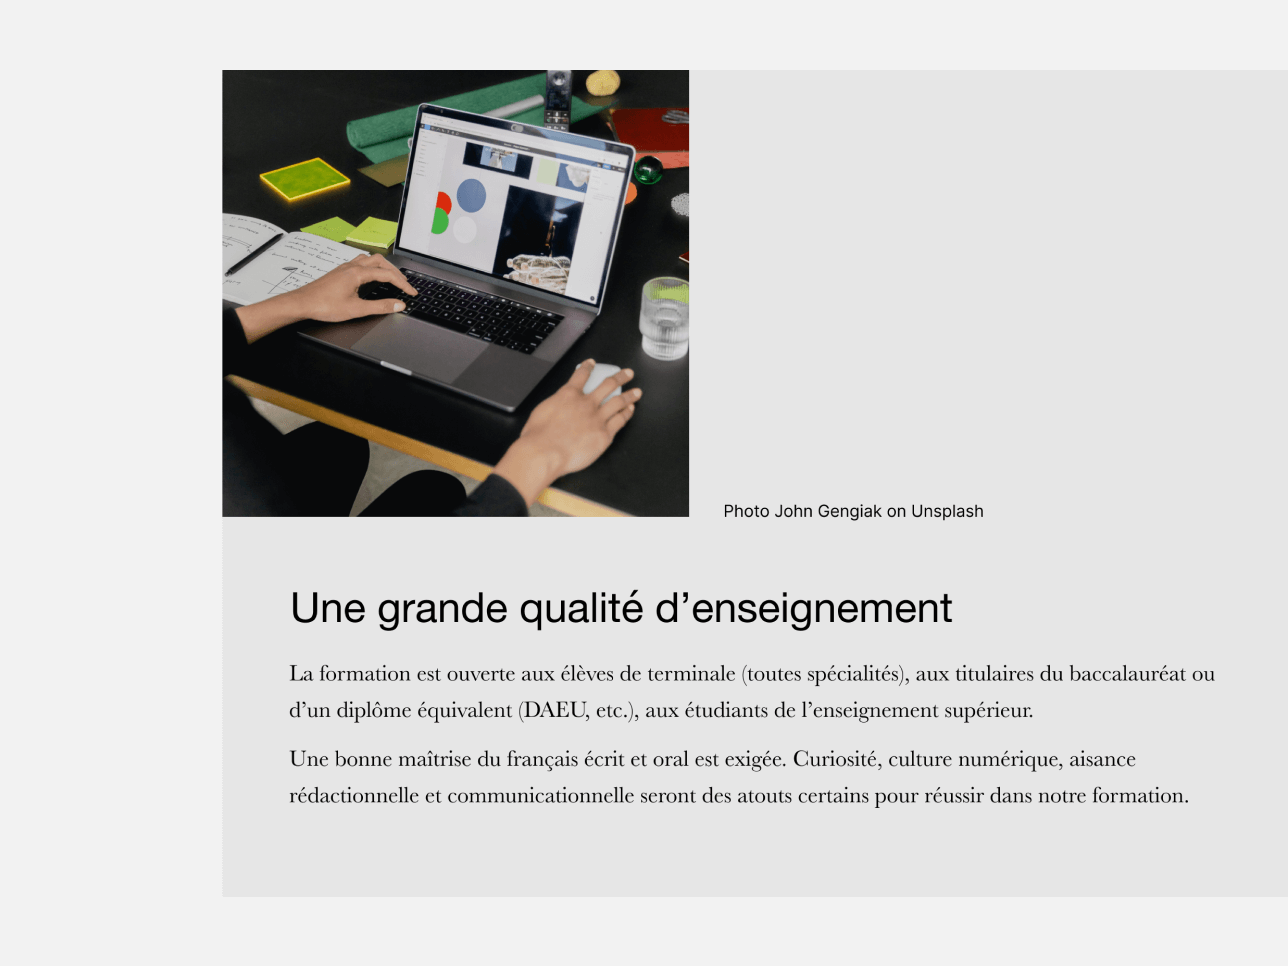 Photo John Gengiak on Unsplash
Une grande qualité d’enseignement
La formation est ouverte aux élèves de terminale (toutes spécialités), aux titulaires du baccalauréat ou
d’un diplôme équivalent (DAEU, etc.), aux étudiants de l’enseignement supérieur.
Une bonne maîtrise du français écrit et oral est exigée. Curiosité, culture numérique, aisance
rédactionnelle et communicationnelle seront des atouts certains pour réussir dans notre formation.